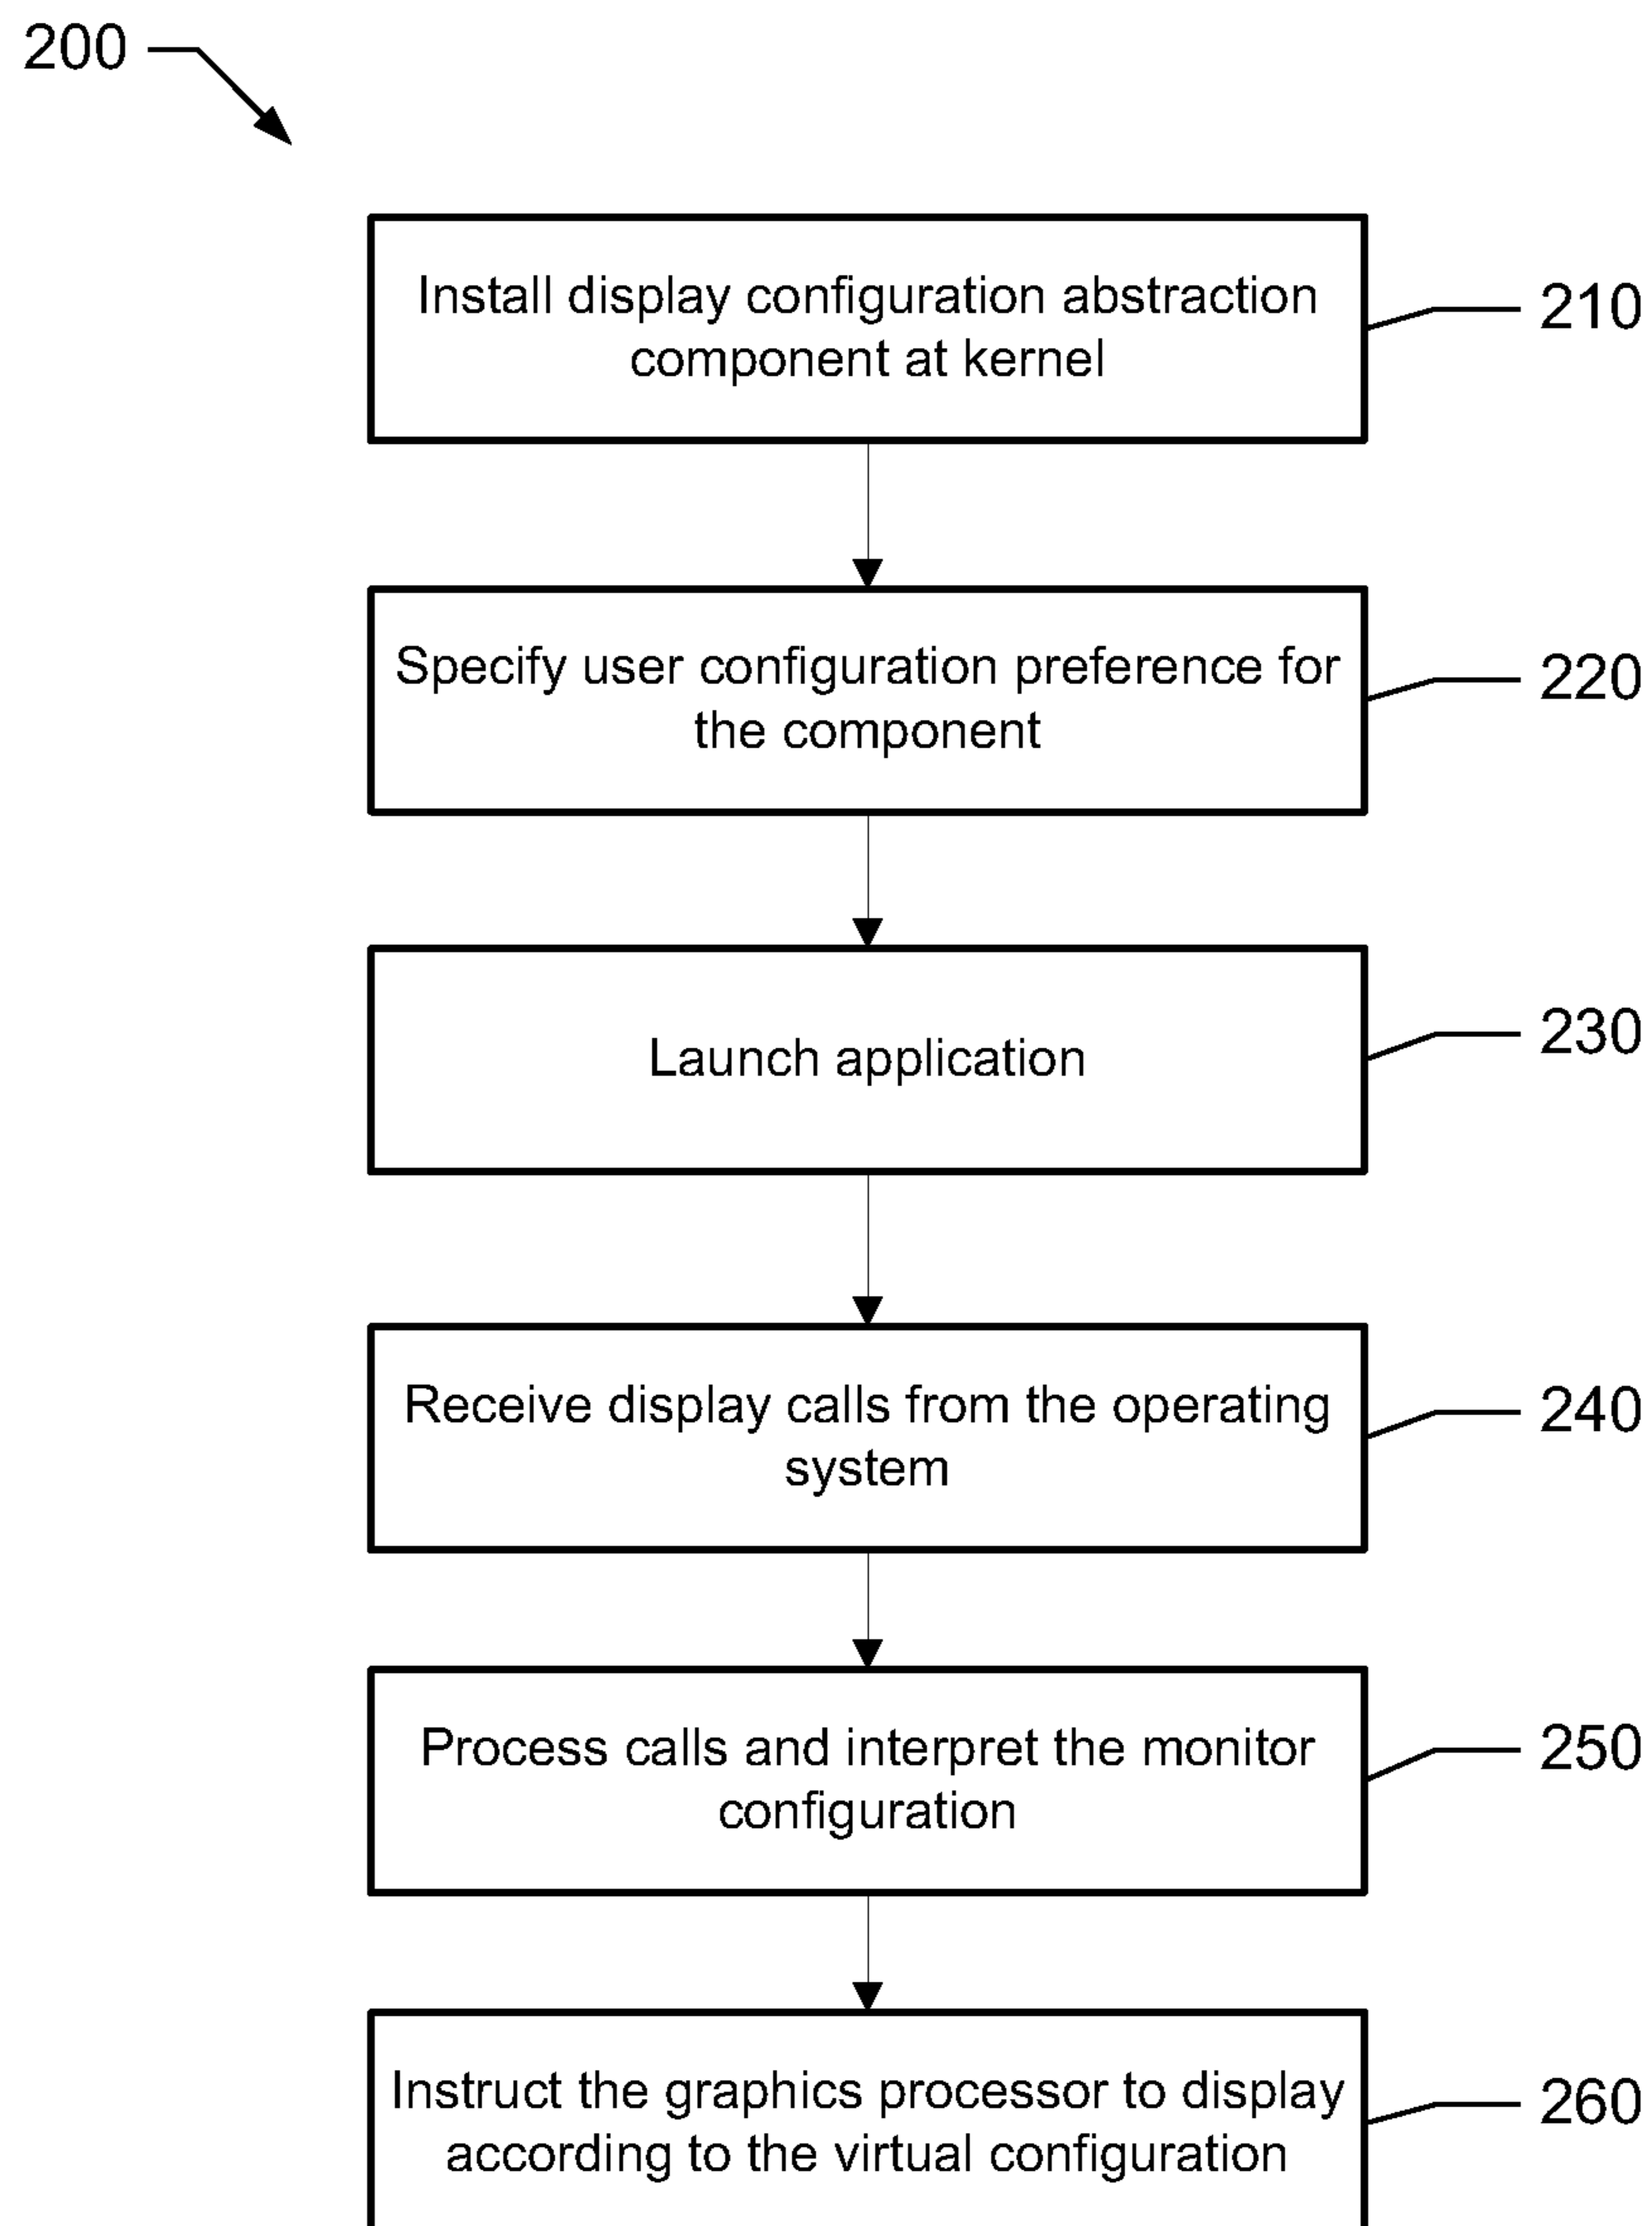 200
Install display configuration abstraction
component at kernel
210
Specify user configuration preference for
the component
220
Launch application
230
Receive display calls from the operating
system
240
Process calls and interpret the monitor
configuration
250
Instruct the graphics processor to display
according to the virtual configuration
260